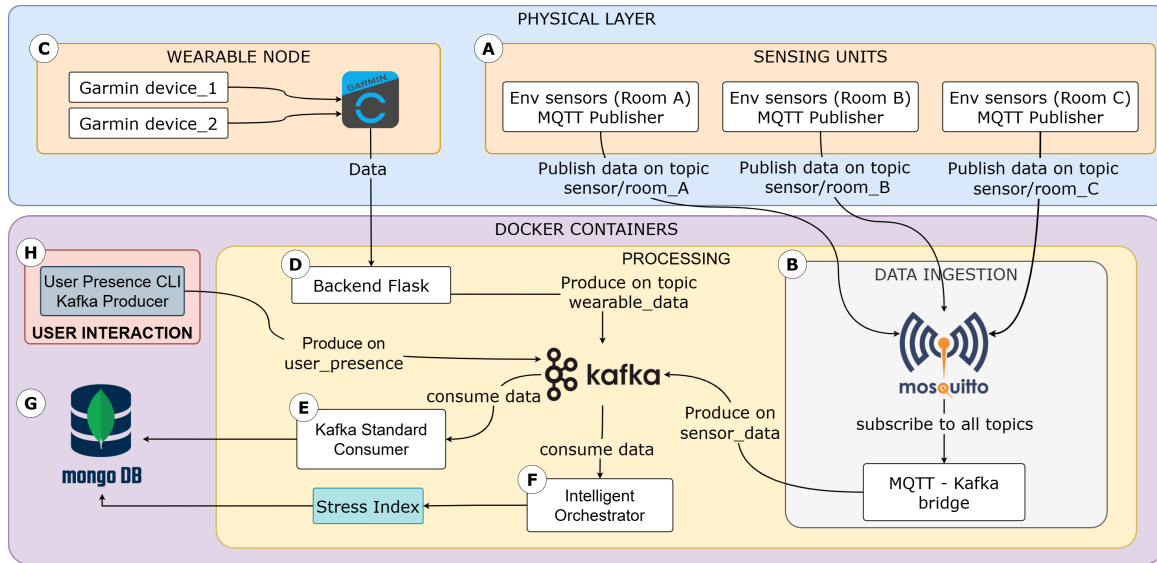 PHYSICAL LAYER
C
WEARABLE NODE
Garmin device_1
Garmin device_2
GARMIN
Data
A
SENSING UNITS
Env sensors (Room A)
MQTT Publisher
Env sensors (Room B)
MQTT Publisher
Env sensors (Room C)
MQTT Publisher
Publish data on topic
sensor/room_A
Publish data on topic
sensor/room_B
Publish data on topic
sensor/room_C
DOCKER CONTAINERS
H
User Presence CLI
Kafka Producer
USER INTERACTION
PROCESSING
D
Backend Flask
Produce on topic
wearable_data
B
DATA INGESTION
mosquitto
subscribe to all topics
MQTT - Kafka
bridge
Produce on
user_presence
kafka
Produce on
sensor_data
consume data
E
Kafka Standard
Consumer
consume data
F
Intelligent
Orchestrator
Stress Index
G
mongo DB